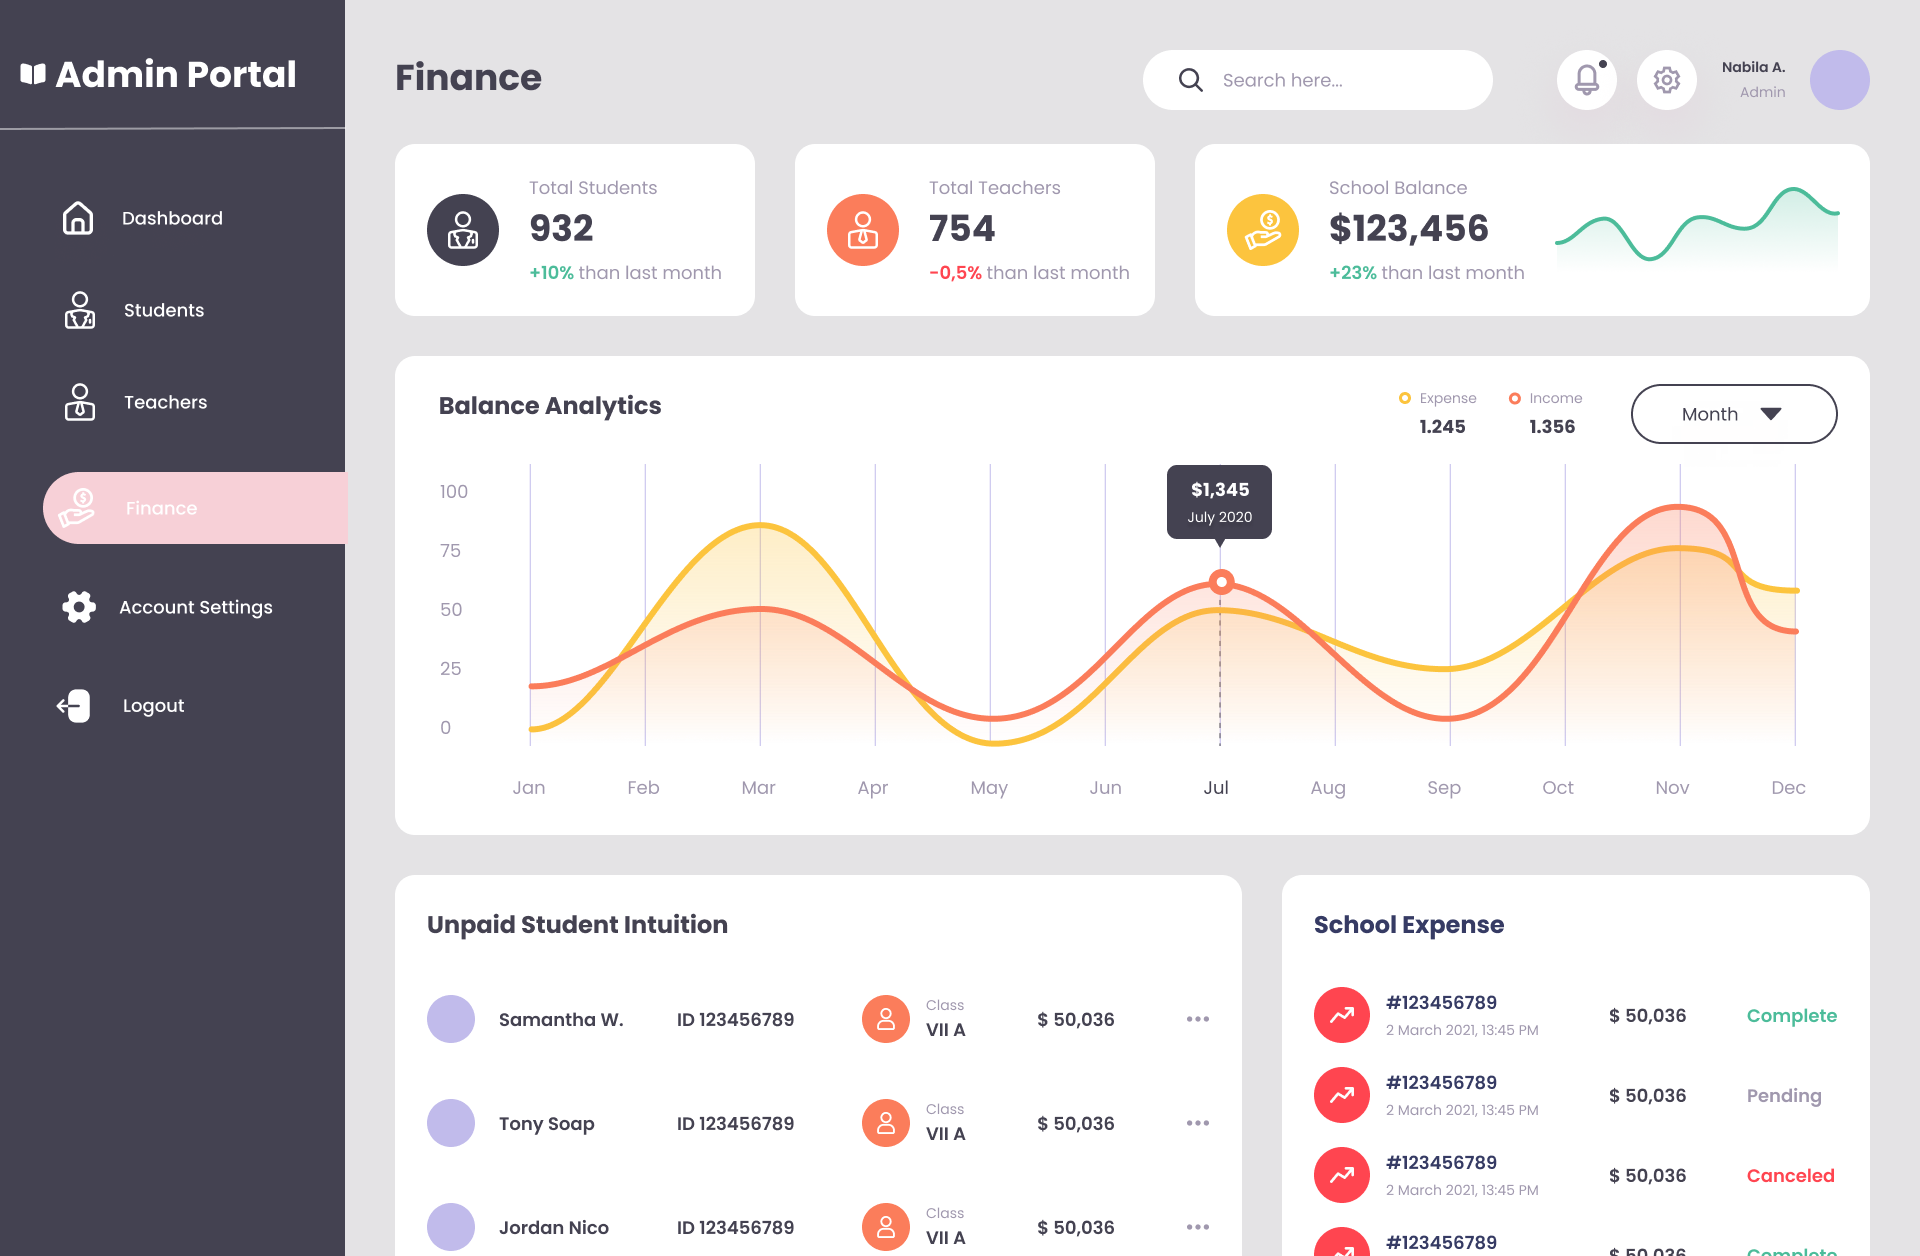 Admin Portal
Dashboard
Students
Teachers
Finance
Account Settings
Logout
Finance
Search here...
Nabila A.
Admin
Total Students
932
+10% than last month
Total Teachers
754
-0,5% than last month
School Balance
$123,456
+23% than last month
Balance Analytics
Expense
1.245
Income
1.356
Month
100
75
50
25
0
$1,345
July 2020
Jan Feb Mar Apr May Jun Jul Aug Sep Oct Nov Dec
Unpaid Student Intuition
Samantha W. ID 123456789 Class VII A $ 50,036
Tony Soap ID 123456789 Class VII A $ 50,036
Jordan Nico ID 123456789 Class VII A $ 50,036
School Expense
#123456789
2 March 2021, 13:45 PM
$ 50,036
Complete
#123456789
2 March 2021, 13:45 PM
$ 50,036
Pending
#123456789
2 March 2021, 13:45 PM
$ 50,036
Canceled
#123456789
$ 50,036
Complete